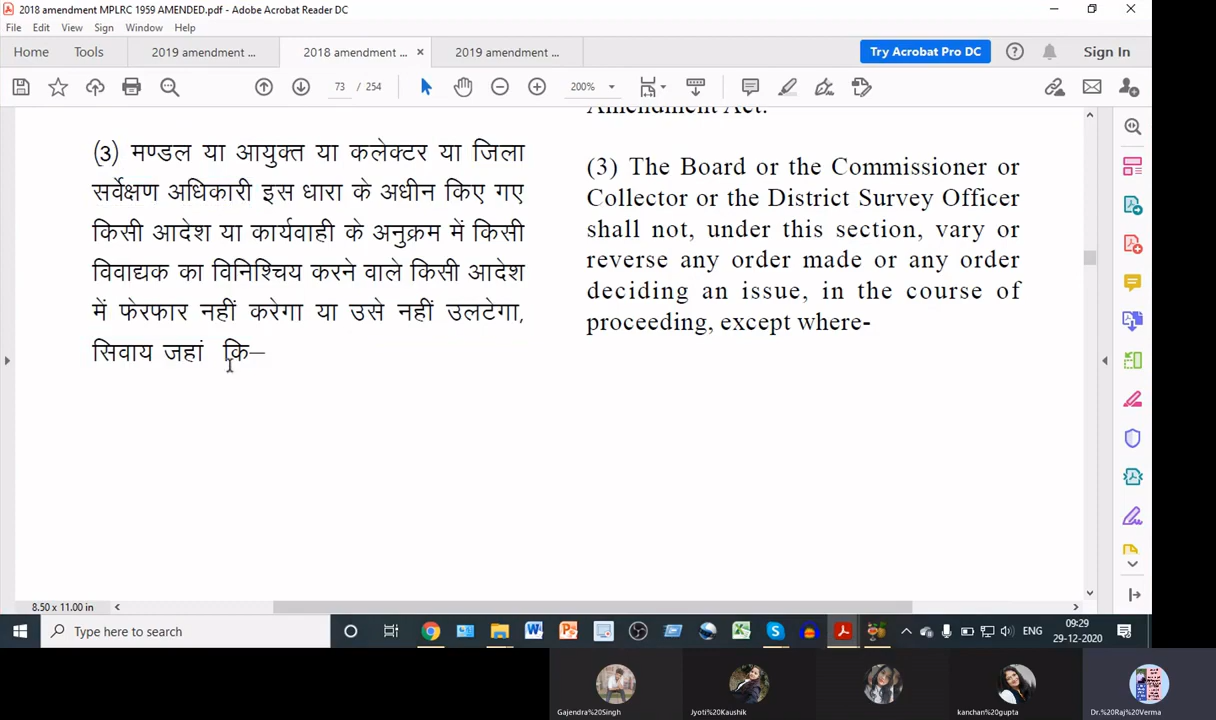 2018 amendment MPLRC 1959 AMENDED.pdf - Adobe Acrobat Reader DC
File Edit View Sign Window Help
Home Tools 2019 amendment ... 2018 amendment ... × 2019 amendment ... Try Acrobat Pro DC Sign In
73 / 254 200%
Amendment Act.
(3) मण्डल या आयुक्त या कलेक्टर या जिला
सर्वेक्षण अधिकारी इस धारा के अधीन किए गए
किसी आदेश या कार्यवाही के अनुक्रम में किसी
विवाद्यक का विनिश्चिय करने वाले किसी आदेश
में फेरफार नहीं करेगा या उसे नहीं उलटेगा,
सिवाय जहां कि—
(3) The Board or the Commissioner or
Collector or the District Survey Officer
shall not, under this section, vary or
reverse any order made or any order
deciding an issue, in the course of
proceeding, except where-
8.50 x 11.00 in
Type here to search
ENG
09:29
29-12-2020
Gajendra%20Singh
Jyoti%20Kaushik
kanchan%20gupta
Dr.%20Raj%20Verma